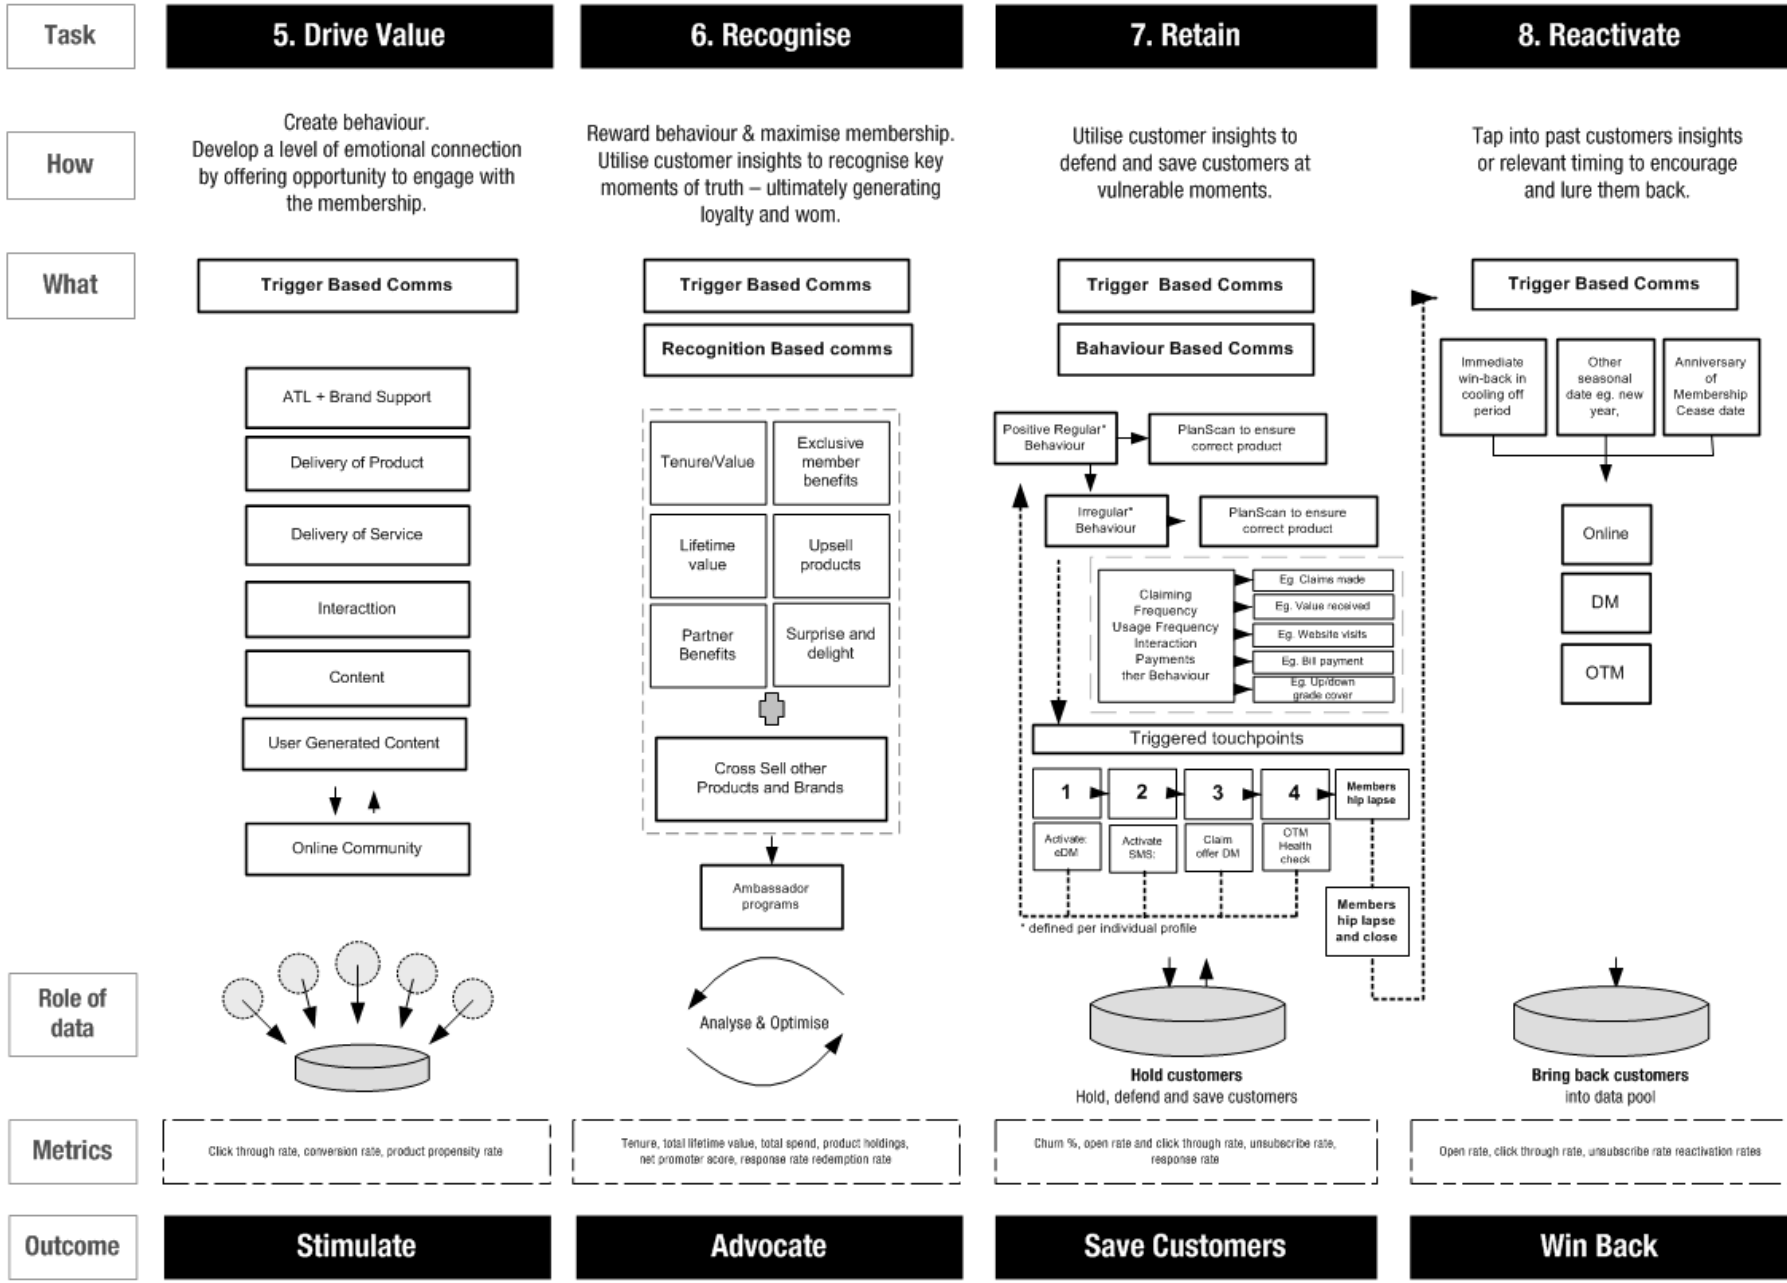 Task
5. Drive Value
6. Recognise
7. Retain
8. Reactivate
How
Create behaviour.
Develop a level of emotional connection
by offering opportunity to engage with
the membership.
Reward behaviour & maximise membership.
Utilise customer insights to recognise key
moments of truth – ultimately generating
loyalty and wom.
Utilise customer insights to
defend and save customers at
vulnerable moments.
Tap into past customers insights
or relevant timing to encourage
and lure them back.
What
Trigger Based Comms
ATL + Brand Support
Delivery of Product
Delivery of Service
Interacttion
Content
User Generated Content
Online Community
Trigger Based Comms
Recognition Based comms
Tenure/Value
Exclusive
member
benefits
Lifetime
value
Upsell
products
Partner
Benefits
Surprise and
delight
Cross Sell other
Products and Brands
Ambassador
programs
Trigger Based Comms
Bahaviour Based Comms
Positive Regular*
Behaviour
PlanScan to ensure
correct product
Irregular*
Behaviour
PlanScan to ensure
correct product
Claiming
Frequency
Usage Frequency
Interaction
Payments
ther Behaviour
Eg. Claims made
Eg. Value received
Eg. Website visits
Eg. Bill payment
Eg. Up/down
grade cover
Triggered touchpoints
1
2
3
4
Members
hip lapse
Activate:
eDM
Activate
SMS:
Claim
offer DM
OTM
Health
check
Members
hip lapse
and close
* defined per individual profile
Trigger Based Comms
Immediate
win-back in
cooling off
period
Other
seasonal
date eg. new
year,
Anniversary
of
Membership
Cease date
Online
DM
OTM
Role of
data
Analyse & Optimise
Hold customers
Hold, defend and save customers
Bring back customers
into data pool
Metrics
Click through rate, conversion rate, product propensity rate
Tenure, total lifetime value, total spend, product holdings,
net promoter score, response rate redemption rate
Churn %, open rate and click through rate, unsubscribe rate,
response rate
Open rate, click through rate, unsubscribe rate reactivation rates
Outcome
Stimulate
Advocate
Save Customers
Win Back